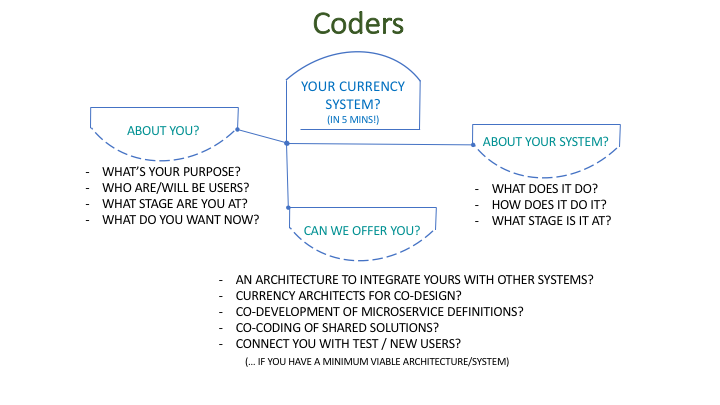 Coders
YOUR CURRENCY
SYSTEM?
(IN 5 MINS!)
ABOUT YOU?
- WHAT'S YOUR PURPOSE?
- WHO ARE/WILL BE USERS?
- WHAT STAGE ARE YOU AT?
- WHAT DO YOU WANT NOW?
ABOUT YOUR SYSTEM?
- WHAT DOES IT DO?
- HOW DOES IT DO IT?
- WHAT STAGE IS IT AT?
CAN WE OFFER YOU?
- AN ARCHITECTURE TO INTEGRATE YOURS WITH OTHER SYSTEMS?
- CURRENCY ARCHITECTS FOR CO-DESIGN?
- CO-DEVELOPMENT OF MICROSERVICE DEFINITIONS?
- CO-CODING OF SHARED SOLUTIONS?
- CONNECT YOU WITH TEST / NEW USERS?
(... IF YOU HAVE A MINIMUM VIABLE ARCHITECTURE/SYSTEM)